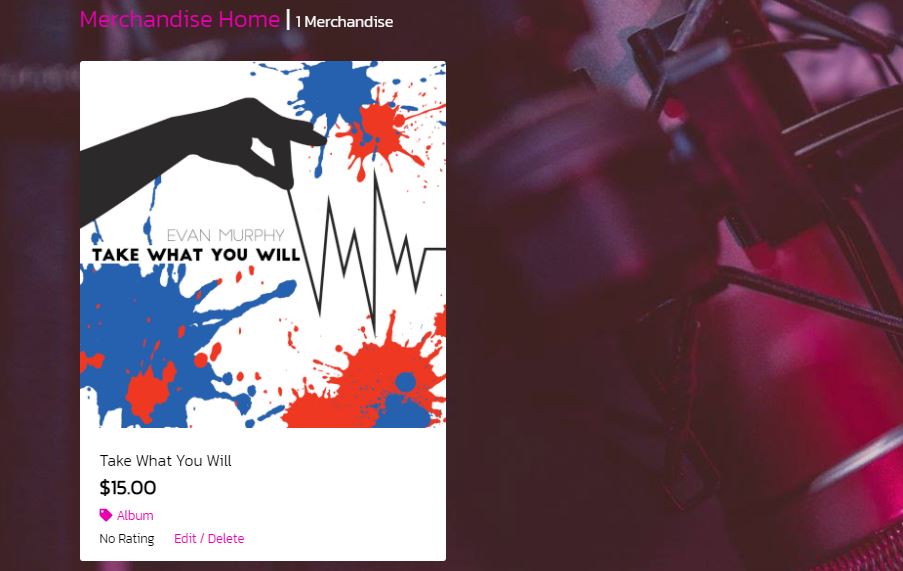 Merchandise Home | 1 Merchandise
EVAN MURPHY
TAKE WHAT YOU WILL
Take What You Will
$15.00
Album
No Rating Edit / Delete